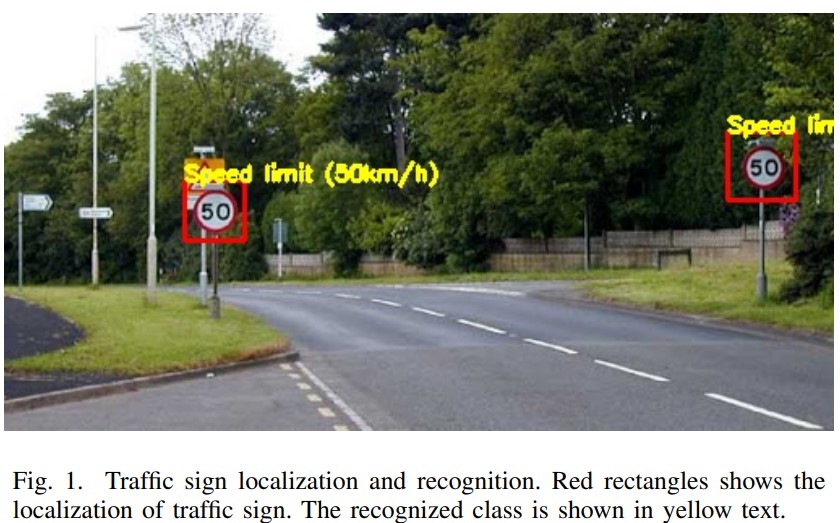 Speed lim
50
Speed limit (50km/h)
50
Fig. 1. Traffic sign localization and recognition. Red rectangles shows the
localization of traffic sign. The recognized class is shown in yellow text.